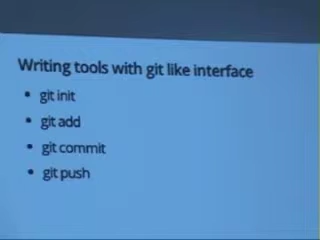 Writing tools with git like interface
• git init
• git add
• git commit
• git push